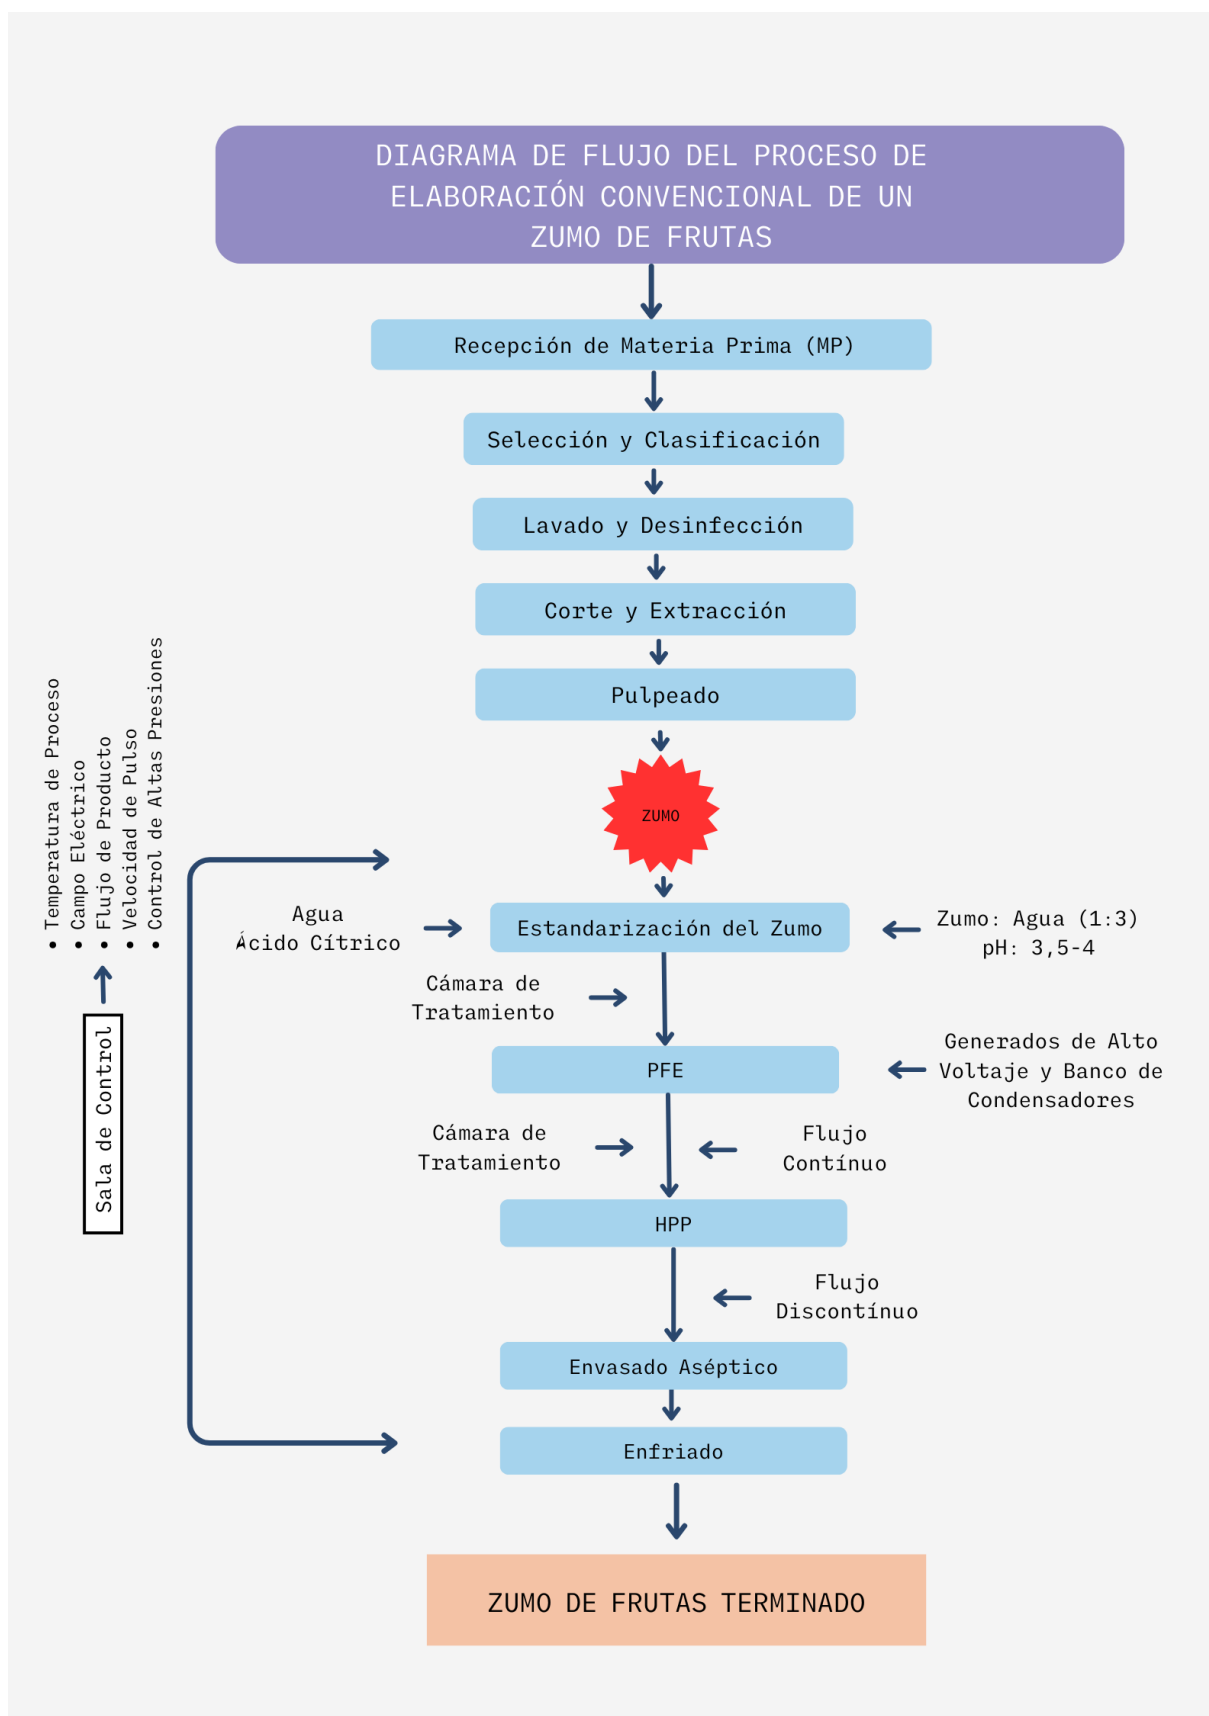 DIAGRAMA DE FLUJO DEL PROCESO DE
ELABORACIÓN CONVENCIONAL DE UN
ZUMO DE FRUTAS
Recepción de Materia Prima (MP)
Selección y Clasificación
Lavado y Desinfección
Corte y Extracción
Pulpeado
ZUMO
• Temperatura de Proceso
• Campo Eléctrico
• Flujo de Producto
• Velocidad de Pulso
• Control de Altas Presiones
Sala de Control
Agua
Ácido Cítrico
Estandarización del Zumo
Zumo: Agua (1:3)
pH: 3,5-4
Cámara de
Tratamiento
PFE
Generados de Alto
Voltaje y Banco de
Condensadores
Cámara de
Tratamiento
Flujo
Contínuo
HPP
Flujo
Discontínuo
Envasado Aséptico
Enfriado
ZUMO DE FRUTAS TERMINADO